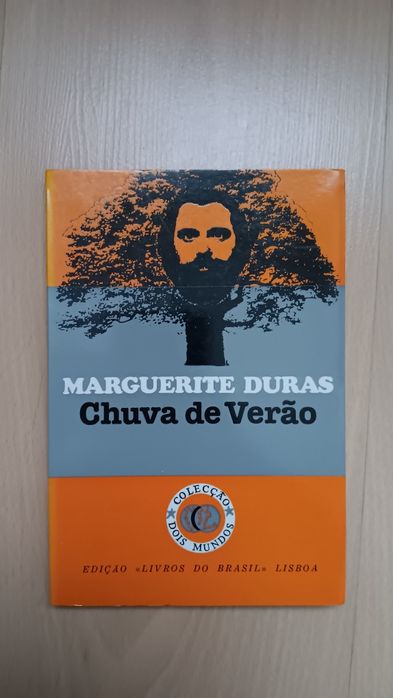 MARGUERITE DURAS
Chuva de Verão
COLECÇÃO
DOIS MUNDOS
EDIÇÃO «LIVROS DO BRASIL» LISBOA